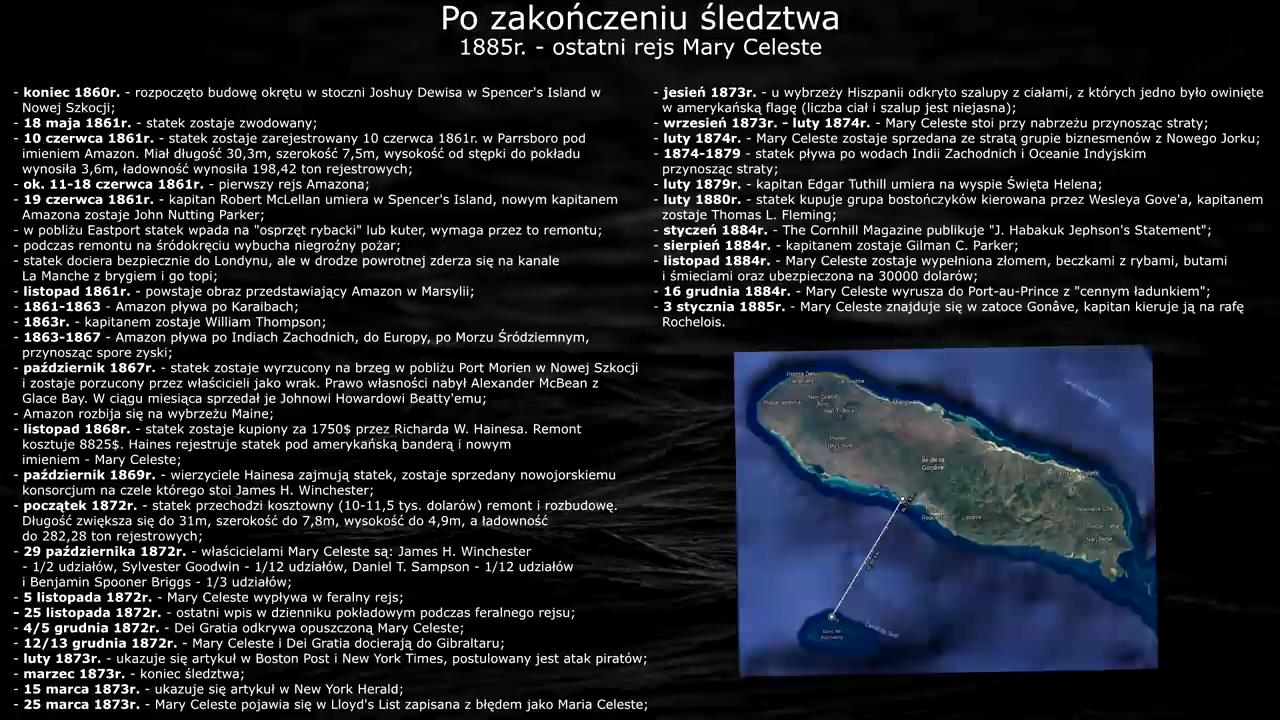 Po zakończeniu śledztwa
1885r. - ostatni rejs Mary Celeste
- koniec 1860r. - rozpoczęto budowę okrętu w stoczni Joshuy Dewisa w Spencer's Island w
Nowej Szkocji;
- 18 maja 1861r. - statek zostaje zwodowany;
- 10 czerwca 1861r. - statek zostaje zarejestrowany 10 czerwca 1861r. w Parrsboro pod
imieniem Amazon. Miał długość 30,3m, szerokość 7,5m, wysokość od stępki do pokładu
wynosiła 3,6m, ładowność wynosiła 198,42 ton rejestrowych;
- ok. 11-18 czerwca 1861r. - pierwszy rejs Amazona;
- 19 czerwca 1861r. - kapitan Robert McLellan umiera w Spencer's Island, nowym kapitanem
Amazona zostaje John Nutting Parker;
- w pobliżu Eastport statek wpada na "osprzęt rybacki" lub kuter, wymaga przez to remontu;
- podczas remontu na śródokręciu wybucha niegroźny pożar;
- statek dociera bezpiecznie do Londynu, ale w drodze powrotnej zderza się na kanale
La Manche z brygiem i go topi;
- listopad 1861r. - powstaje obraz przedstawiający Amazon w Marsylii;
- 1861-1863 - Amazon pływa po Karaibach;
- 1863r. - kapitanem zostaje William Thompson;
- 1863-1867 - Amazon pływa po Indiach Zachodnich, do Europy, po Morzu Śródziemnym,
przynosząc spore zyski;
- październik 1867r. - statek zostaje wyrzucony na brzeg w pobliżu Port Morien w Nowej Szkocji
i zostaje porzucony przez właścicieli jako wrak. Prawo własności nabył Alexander McBean z
Glace Bay. W ciągu miesiąca sprzedał je Johnowi Howardowi Beatty'emu;
- Amazon rozbija się na wybrzeżu Maine;
- listopad 1868r. - statek zostaje kupiony za 1750$ przez Richarda W. Hainesa. Remont
kosztuje 8825$. Haines rejestruje statek pod amerykańską banderą i nowym
imieniem - Mary Celeste;
- październik 1869r. - wierzyciele Hainesa zajmują statek, zostaje sprzedany nowojorskiemu
konsorcjum na czele którego stoi James H. Winchester;
- początek 1872r. - statek przechodzi kosztowny (10-11,5 tys. dolarów) remont i rozbudowę.
Długość zwiększa się do 31m, szerokość do 7,8m, wysokość do 4,9m, a ładowność
do 282,28 ton rejestrowych;
- 29 października 1872r. - właścicielami Mary Celeste są: James H. Winchester
- 1/2 udziałów, Sylvester Goodwin - 1/12 udziałów, Daniel T. Sampson - 1/12 udziałów
i Benjamin Spooner Briggs - 1/3 udziałów;
- 5 listopada 1872r. - Mary Celeste wypływa w feralny rejs;
- 25 listopada 1872r. - ostatni wpis w dzienniku pokładowym podczas feralnego rejsu;
- 4/5 grudnia 1872r. - Dei Gratia odkrywa opuszczoną Mary Celeste;
- 12/13 grudnia 1872r. - Mary Celeste i Dei Gratia docierają do Gibraltaru;
- luty 1873r. - ukazuje się artykuł w Boston Post i New York Times, postulowany jest atak piratów;
- marzec 1873r. - koniec śledztwa;
- 15 marca 1873r. - ukazuje się artykuł w New York Herald;
- 25 marca 1873r. - Mary Celeste pojawia się w Lloyd's List zapisana z błędem jako Maria Celeste;
- jesień 1873r. - u wybrzeży Hiszpanii odkryto szalupy z ciałami, z których jedno było owinięte
w amerykańską flagę (liczba ciał i szalup jest niejasna);
- wrzesień 1873r. - luty 1874r. - Mary Celeste stoi przy nabrzeżu przynosząc straty;
- luty 1874r. - Mary Celeste zostaje sprzedana ze stratą grupie biznesmenów z Nowego Jorku;
- 1874-1879 - statek pływa po wodach Indii Zachodnich i Oceanie Indyjskim
przynosząc straty;
- luty 1879r. - kapitan Edgar Tuthill umiera na wyspie Święta Helena;
- luty 1880r. - statek kupuje grupa bostończyków kierowana przez Wesleya Gove'a, kapitanem
zostaje Thomas L. Fleming;
- styczeń 1884r. - The Cornhill Magazine publikuje "J. Habakuk Jephson's Statement";
- sierpień 1884r. - kapitanem zostaje Gilman C. Parker;
- listopad 1884r. - Mary Celeste zostaje wypełniona złomem, beczkami z rybami, butami
i śmieciami oraz ubezpieczona na 30000 dolarów;
- 16 grudnia 1884r. - Mary Celeste wyrusza do Port-au-Prince z "cennym ładunkiem";
- 3 stycznia 1885r. - Mary Celeste znajduje się w zatoce Gonâve, kapitan kieruje ją na rafę
Rochelois.
Île de la
Gonâve